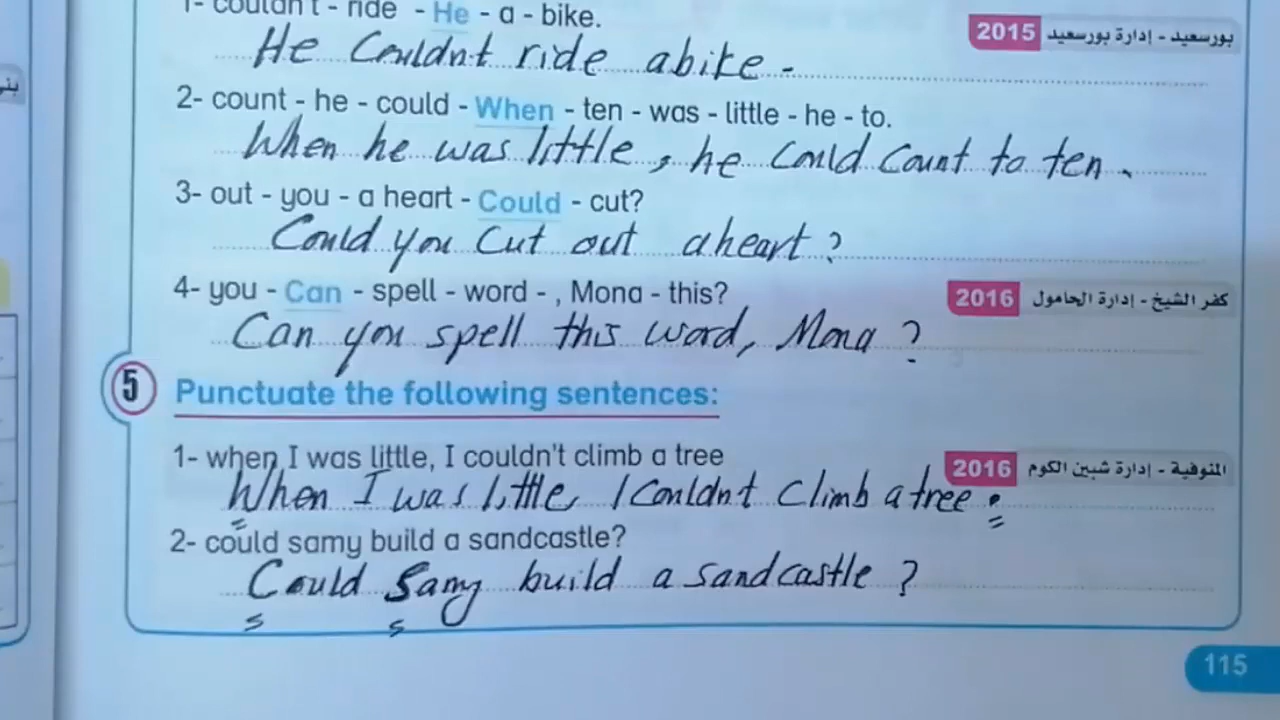 1- couldn't - ride - He - a - bike.
بورسعيد - إدارة بورسعيد 2015
He Couldn't ride a bike.
2- count - he - could - When - ten - was - little - he - to.
When he was little, he Could Count to ten.
3- out - you - a heart - Could - cut?
Could you cut out a heart?
4- you - Can - spell - word - , Mona - this?
كفر الشيخ - إدارة الحامول 2016
Can you spell this word, Mona ?
5 Punctuate the following sentences:
1- when I was little, I couldn't climb a tree
المنوفية - إدارة شبين الكوم 2016
When I was little, I Couldn't Climb a tree .
2- could samy build a sandcastle?
Could Samy build a sandcastle ?
115